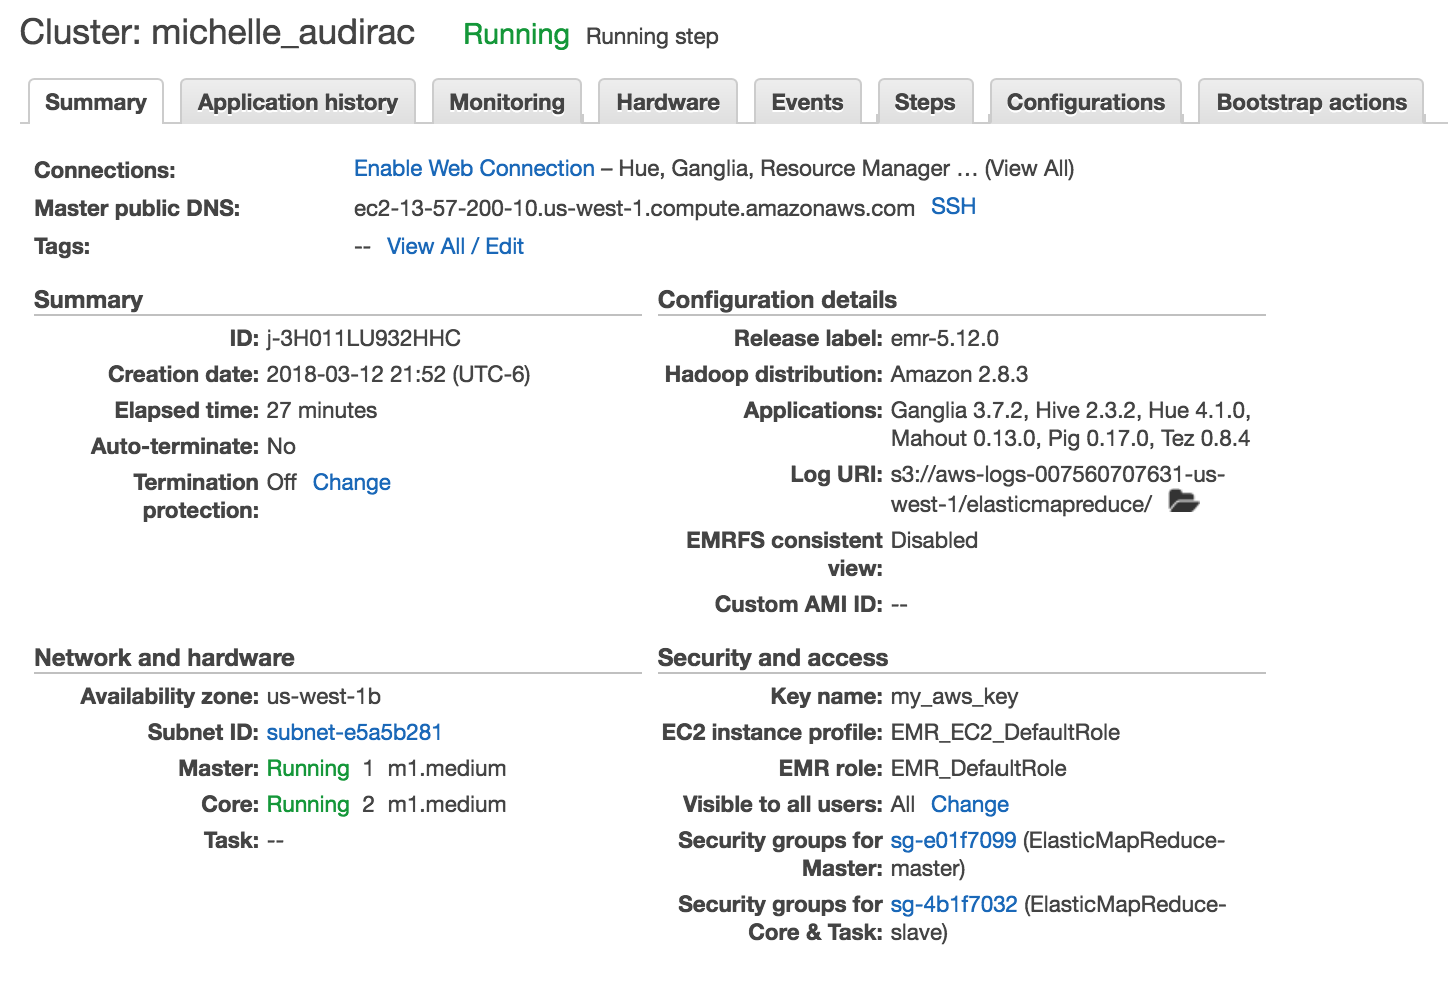 Cluster: michelle_audirac Running Running step
Summary Application history Monitoring Hardware Events Steps Configurations Bootstrap actions
Connections: Enable Web Connection – Hue, Ganglia, Resource Manager … (View All)
Master public DNS: ec2-13-57-200-10.us-west-1.compute.amazonaws.com SSH
Tags: -- View All / Edit
Summary
ID: j-3H011LU932HHC
Creation date: 2018-03-12 21:52 (UTC-6)
Elapsed time: 27 minutes
Auto-terminate: No
Termination Off Change
protection:
Configuration details
Release label: emr-5.12.0
Hadoop distribution: Amazon 2.8.3
Applications: Ganglia 3.7.2, Hive 2.3.2, Hue 4.1.0,
Mahout 0.13.0, Pig 0.17.0, Tez 0.8.4
Log URI: s3://aws-logs-007560707631-us-
west-1/elasticmapreduce/
EMRFS consistent Disabled
view:
Custom AMI ID: --
Network and hardware
Availability zone: us-west-1b
Subnet ID: subnet-e5a5b281
Master: Running 1 m1.medium
Core: Running 2 m1.medium
Task: --
Security and access
Key name: my_aws_key
EC2 instance profile: EMR_EC2_DefaultRole
EMR role: EMR_DefaultRole
Visible to all users: All Change
Security groups for sg-e01f7099 (ElasticMapReduce-
Master: master)
Security groups for sg-4b1f7032 (ElasticMapReduce-
Core & Task: slave)